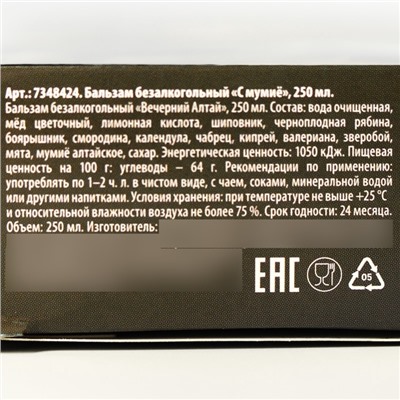 Арт.: 7348424. Бальзам безалкогольный «С мумиё», 250 мл.
Бальзам безалкогольный «Вечерний Алтай», 250 мл. Состав: вода очищенная,
мёд цветочный, лимонная кислота, шиповник, черноплодная рябина,
боярышник, смородина, календула, чабрец, кипрей, валериана, зверобой,
мята, мумиё алтайское, сахар. Энергетическая ценность: 1050 кДж. Пищевая
ценность на 100 г: углеводы – 64 г. Рекомендации по применению:
употреблять по 1–2 ч. л. в чистом виде, с чаем, соками, минеральной водой
или другими напитками. Условия хранения: при температуре не выше +25 °C
и относительной влажности воздуха не более 75 %. Срок годности: 24 месяца.
Объем: 250 мл. Изготовитель:
EAC
05